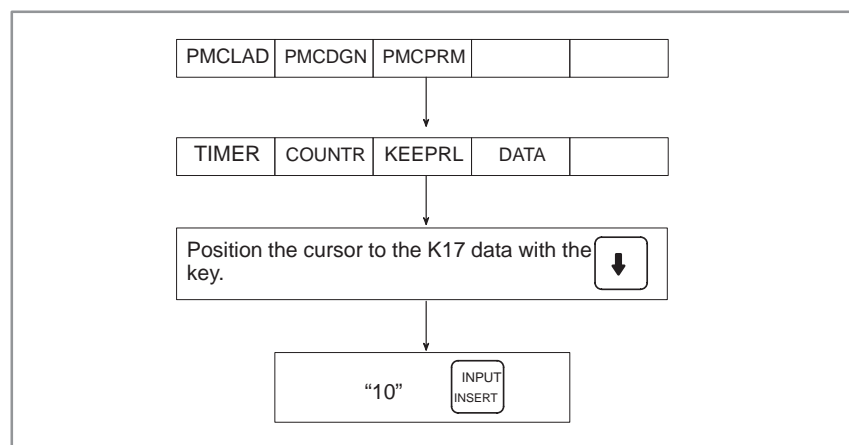 PMCLAD PMCDGN PMCPRM
TIMER COUNTR KEEPRL DATA
Position the cursor to the K17 data with the
key.
“10” INPUT
INSERT